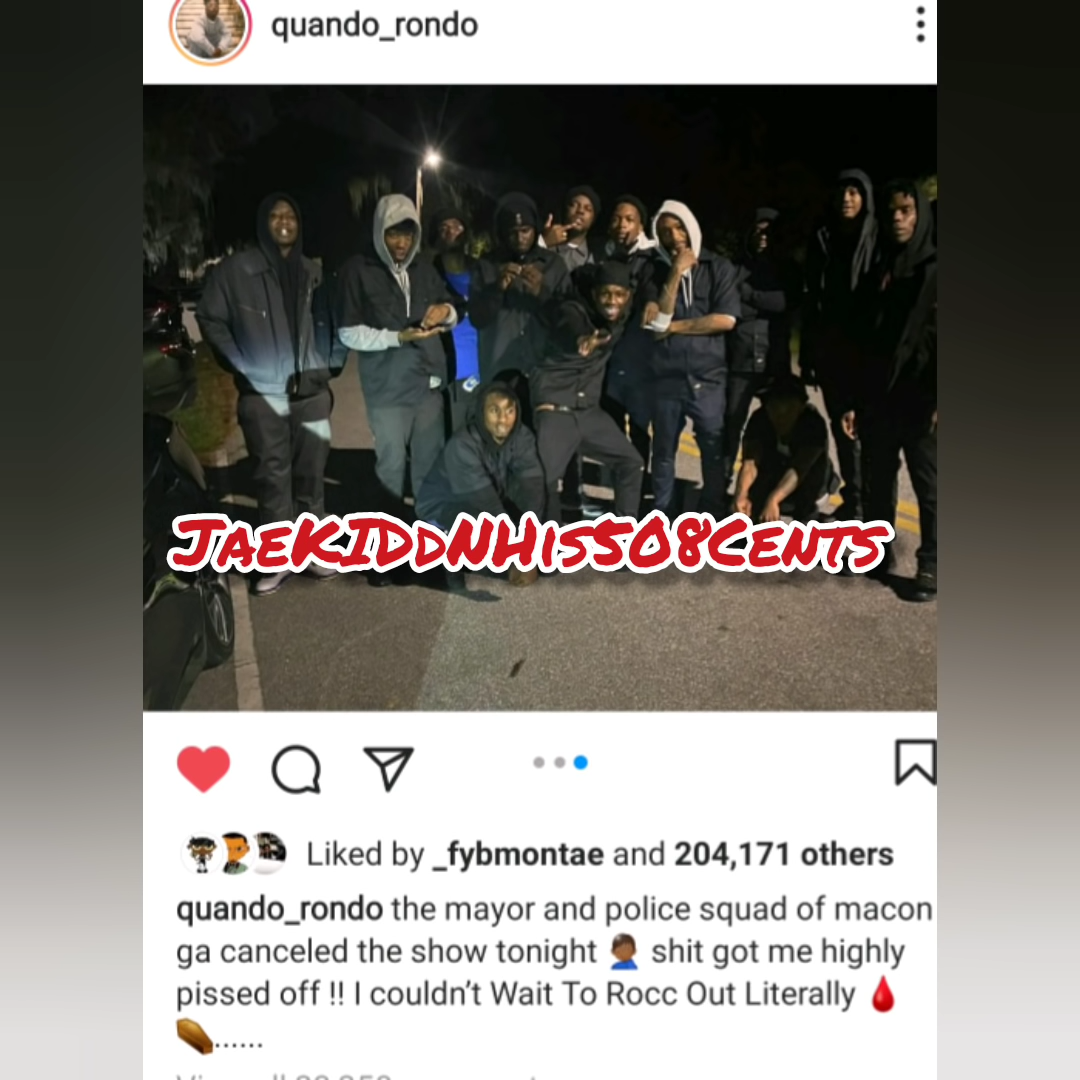 quando_rondo
JaeKIDDNHis508Cents
Liked by _fybmontae and 204,171 others
quando_rondo the mayor and police squad of macon
ga canceled the show tonight 🤦🏾‍♂️ shit got me highly
pissed off !! I couldn't Wait To Rocc Out Literally 🩸
⚰️......